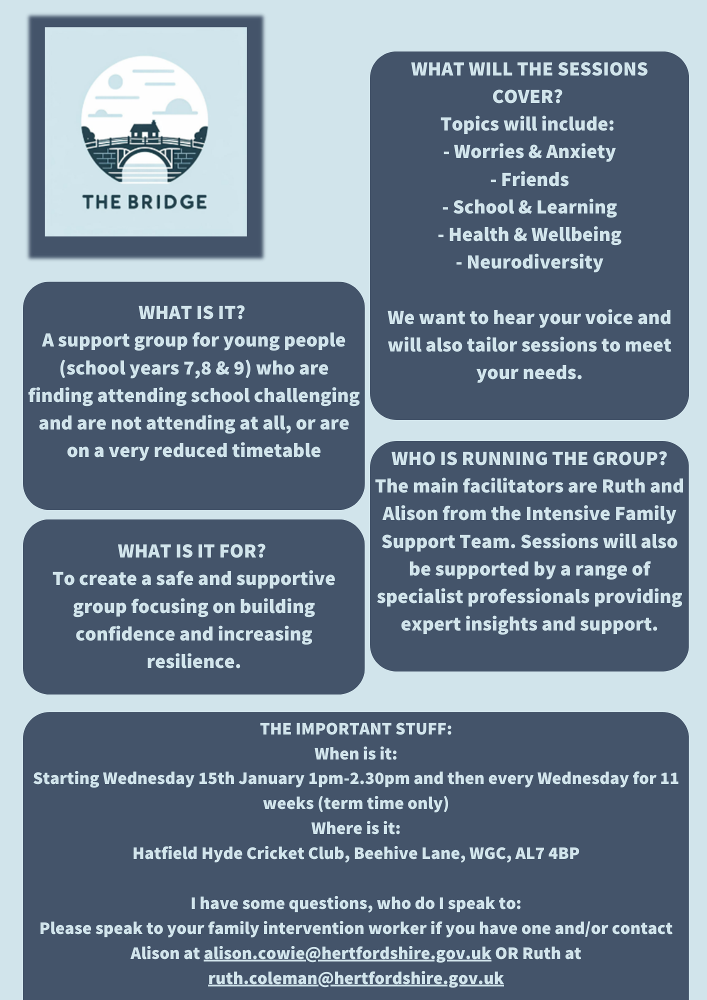 THE BRIDGE
WHAT IS IT?
A support group for young people
(school years 7,8 & 9) who are
finding attending school challenging
and are not attending at all, or are
on a very reduced timetable
WHAT IS IT FOR?
To create a safe and supportive
group focusing on building
confidence and increasing
resilience.
WHAT WILL THE SESSIONS
COVER?
Topics will include:
- Worries & Anxiety
- Friends
- School & Learning
- Health & Wellbeing
- Neurodiversity
We want to hear your voice and
will also tailor sessions to meet
your needs.
WHO IS RUNNING THE GROUP?
The main facilitators are Ruth and
Alison from the Intensive Family
Support Team. Sessions will also
be supported by a range of
specialist professionals providing
expert insights and support.
THE IMPORTANT STUFF:
When is it:
Starting Wednesday 15th January 1pm-2.30pm and then every Wednesday for 11
weeks (term time only)
Where is it:
Hatfield Hyde Cricket Club, Beehive Lane, WGC, AL7 4BP
I have some questions, who do I speak to:
Please speak to your family intervention worker if you have one and/or contact
Alison at alison.cowie@hertfordshire.gov.uk OR Ruth at
ruth.coleman@hertfordshire.gov.uk